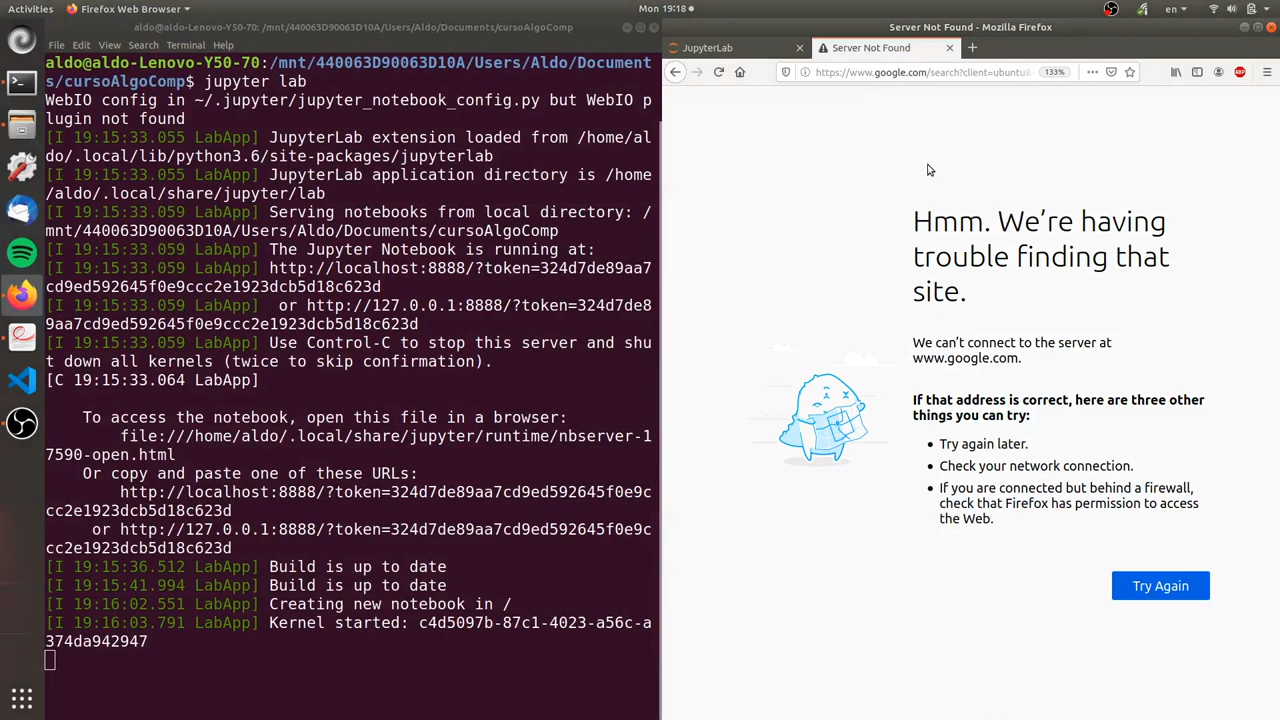 Activities
Firefox Web Browser
Mon 19:18
en
aldo@aldo-Lenovo-Y50-70: /mnt/440063D90063D10A/Users/Aldo/Documents/cursoAlgoComp
Server Not Found - Mozilla Firefox
File Edit View Search Terminal Help
JupyterLab
Server Not Found
https://www.google.com/search?client=ubuntu&
133%
ABP
aldo@aldo-Lenovo-Y50-70:/mnt/440063D90063D10A/Users/Aldo/Document
s/cursoAlgoComp$ jupyter lab
WebIO config in ~/.jupyter/jupyter_notebook_config.py but WebIO p
lugin not found
[I 19:15:33.055 LabApp] JupyterLab extension loaded from /home/al
do/.local/lib/python3.6/site-packages/jupyterlab
[I 19:15:33.055 LabApp] JupyterLab application directory is /home
/aldo/.local/share/jupyter/lab
[I 19:15:33.059 LabApp] Serving notebooks from local directory: /
mnt/440063D90063D10A/Users/Aldo/Documents/cursoAlgoComp
[I 19:15:33.059 LabApp] The Jupyter Notebook is running at:
[I 19:15:33.059 LabApp] http://localhost:8888/?token=324d7de89aa7
cd9ed592645f0e9ccc2e1923dcb5d18c623d
[I 19:15:33.059 LabApp]  or http://127.0.0.1:8888/?token=324d7de8
9aa7cd9ed592645f0e9ccc2e1923dcb5d18c623d
[I 19:15:33.059 LabApp] Use Control-C to stop this server and shu
t down all kernels (twice to skip confirmation).
[C 19:15:33.064 LabApp]
To access the notebook, open this file in a browser:
file:///home/aldo/.local/share/jupyter/runtime/nbserver-1
7590-open.html
Or copy and paste one of these URLs:
http://localhost:8888/?token=324d7de89aa7cd9ed592645f0e9c
cc2e1923dcb5d18c623d
or http://127.0.0.1:8888/?token=324d7de89aa7cd9ed592645f0e9c
cc2e1923dcb5d18c623d
[I 19:15:36.512 LabApp] Build is up to date
[I 19:15:41.994 LabApp] Build is up to date
[I 19:16:02.551 LabApp] Creating new notebook in /
[I 19:16:03.791 LabApp] Kernel started: c4d5097b-87c1-4023-a56c-a
374da942947
Hmm. We're having
trouble finding that
site.
We can't connect to the server at
www.google.com.
If that address is correct, here are three other
things you can try:
Try again later.
Check your network connection.
If you are connected but behind a firewall,
check that Firefox has permission to access
the Web.
Try Again